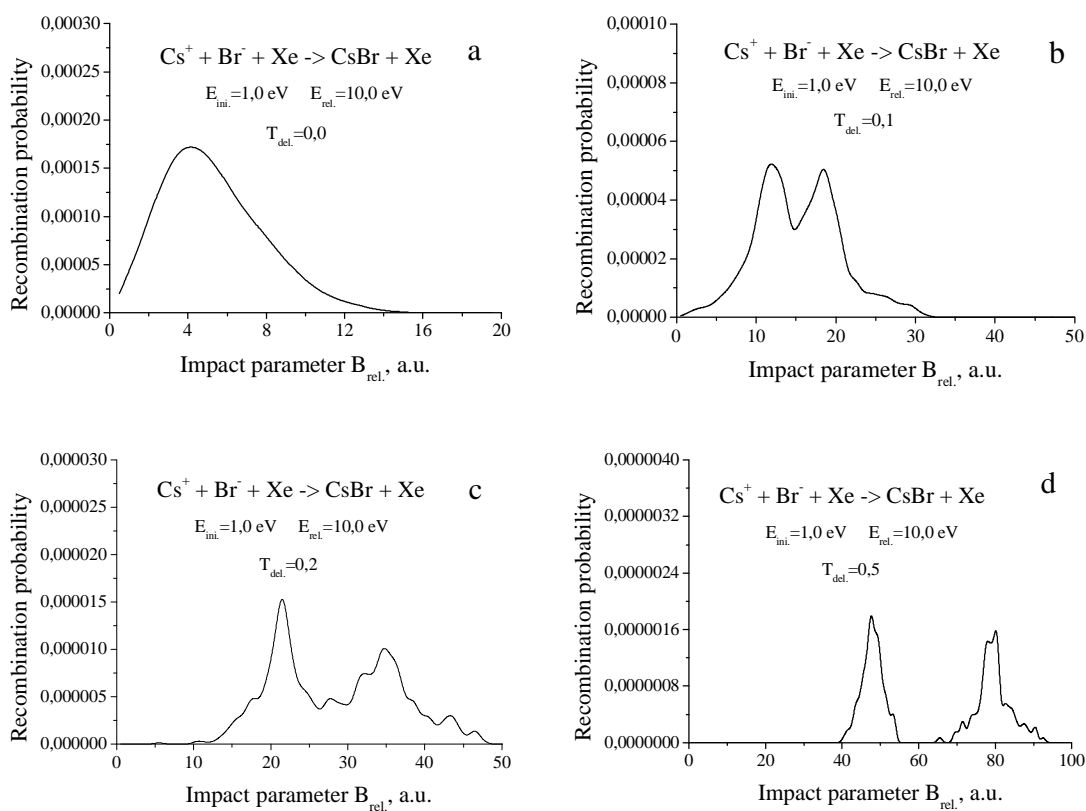 a
Cs⁺ + Br⁻ + Xe -> CsBr + Xe
E_ini.=1,0 eV E_rel.=10,0 eV
T_del.=0,0
Recombination probability
0,00030
0,00025
0,00020
0,00015
0,00010
0,00005
0,00000
0 4 8 12 16 20
Impact parameter B_rel., a.u.
b
Cs⁺ + Br⁻ + Xe -> CsBr + Xe
E_ini.=1,0 eV E_rel.=10,0 eV
T_del.=0,1
Recombination probability
0,00010
0,00008
0,00006
0,00004
0,00002
0,00000
0 10 20 30 40 50
Impact parameter B_rel., a.u.
c
Cs⁺ + Br⁻ + Xe -> CsBr + Xe
E_ini.=1,0 eV E_rel.=10,0 eV
T_del.=0,2
Recombination probability
0,000030
0,000025
0,000020
0,000015
0,000010
0,000005
0,000000
0 10 20 30 40 50
Impact parameter B_rel., a.u.
d
Cs⁺ + Br⁻ + Xe -> CsBr + Xe
E_ini.=1,0 eV E_rel.=10,0 eV
T_del.=0,5
Recombination probability
0,0000040
0,0000032
0,0000024
0,0000016
0,0000008
0,0000000
0 20 40 60 80 100
Impact parameter B_rel., a.u.